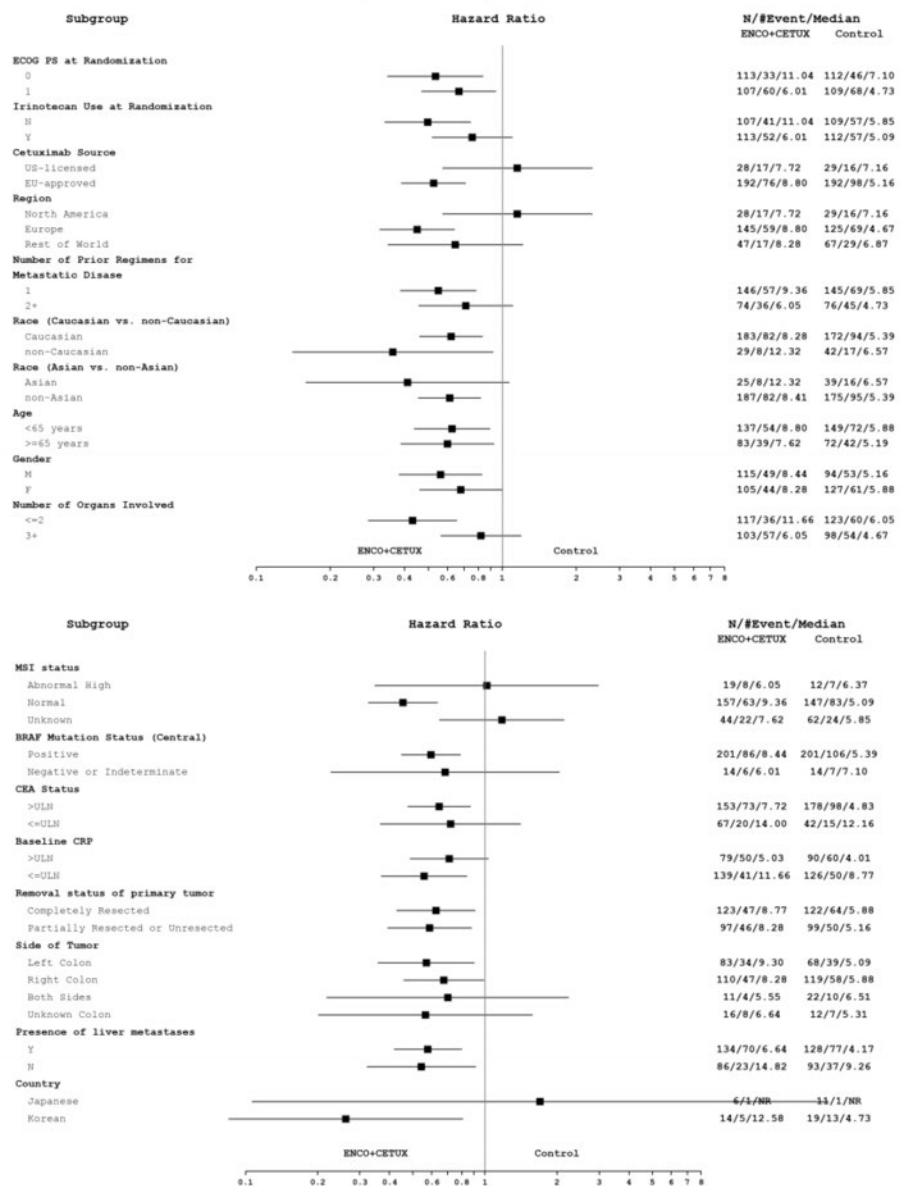 Subgroup Hazard Ratio N/#Event/Median
ENCO+CETUX Control
ECOG PS at Randomization
0 113/33/11.04 112/46/7.10
1 107/60/6.01 109/68/4.73
Irinotecan Use at Randomization
N 107/41/11.04 109/57/5.85
Y 113/52/6.01 112/57/5.09
Cetuximab Source
US-licensed 28/17/7.72 29/16/7.16
EU-approved 192/76/8.80 192/98/5.16
Region
North America 28/17/7.72 29/16/7.16
Europe 145/59/8.80 125/69/4.67
Rest of World 47/17/8.28 67/29/6.87
Number of Prior Regimens for
Metastatic Disase
1 146/57/9.36 145/69/5.85
2+ 74/36/6.05 76/45/4.73
Race (Caucasian vs. non-Caucasian)
Caucasian 183/82/8.28 172/94/5.39
non-Caucasian 29/8/12.32 42/17/6.57
Race (Asian vs. non-Asian)
Asian 25/8/12.32 39/16/6.57
non-Asian 187/82/8.41 175/95/5.39
Age
<65 years 137/54/8.80 149/72/5.88
>=65 years 83/39/7.62 72/42/5.19
Gender
M 115/49/8.44 94/53/5.16
F 105/44/8.28 127/61/5.88
Number of Organs Involved
<=2 117/36/11.66 123/60/6.05
3+ 103/57/6.05 98/54/4.67
ENCO+CETUX Control
0.1 0.2 0.3 0.4 0.6 0.8 1 2 3 4 5 6 7 8
Subgroup Hazard Ratio N/#Event/Median
ENCO+CETUX Control
MSI status
Abnormal High 19/8/6.05 12/7/6.37
Normal 157/63/9.36 147/83/5.09
Unknown 44/22/7.62 62/24/5.85
BRAF Mutation Status (Central)
Positive 201/86/8.44 201/106/5.39
Negative or Indeterminate 14/6/6.01 14/7/7.10
CEA Status
>ULN 153/73/7.72 178/98/4.83
<=ULN 67/20/14.00 42/15/12.16
Baseline CRP
>ULN 79/50/5.03 90/60/4.01
<=ULN 139/41/11.66 126/50/8.77
Removal status of primary tumor
Completely Resected 123/47/8.77 122/64/5.88
Partially Resected or Unresected 97/46/8.28 99/50/5.16
Side of Tumor
Left Colon 83/34/9.30 68/39/5.09
Right Colon 110/47/8.28 119/58/5.88
Both Sides 11/4/5.55 22/10/6.51
Unknown Colon 16/8/6.64 12/7/5.31
Presence of liver metastases
Y 134/70/6.64 128/77/4.17
N 86/23/14.82 93/37/9.26
Country
Japanese 6/1/NR 11/1/NR
Korean 14/5/12.58 19/13/4.73
ENCO+CETUX Control
0.1 0.2 0.3 0.4 0.6 0.8 1 2 3 4 5 6 7 8